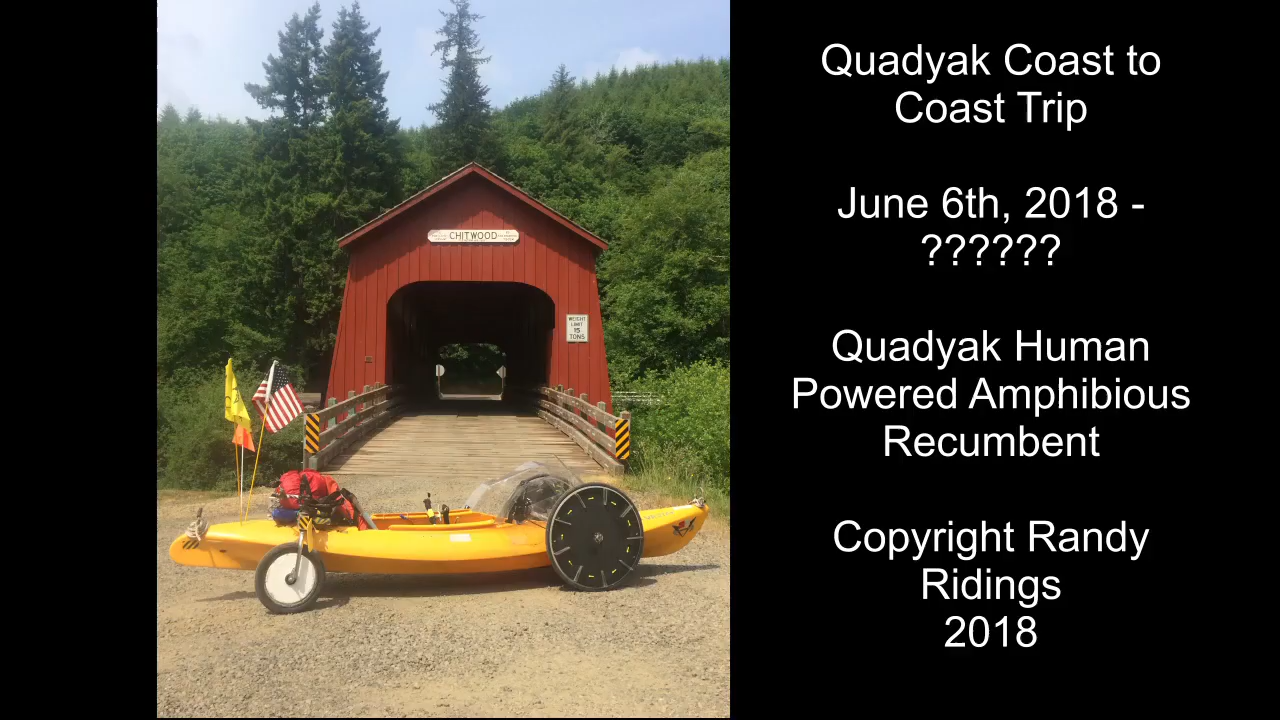 Quadyak Coast to
Coast Trip
June 6th, 2018 -
??????
Quadyak Human
Powered Amphibious
Recumbent
Copyright Randy
Ridings
2018
CHITWOOD
WEIGHT
LIMIT
15
TONS